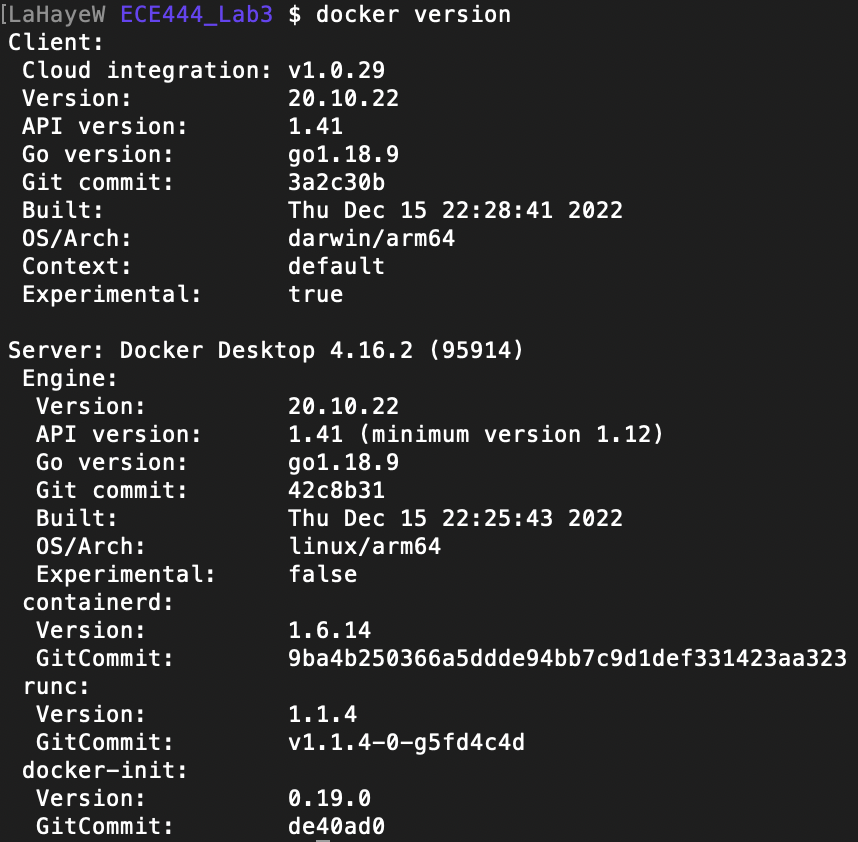 [LaHayeW ECE444_Lab3 $ docker version
Client:
 Cloud integration: v1.0.29
 Version:           20.10.22
 API version:       1.41
 Go version:        go1.18.9
 Git commit:        3a2c30b
 Built:             Thu Dec 15 22:28:41 2022
 OS/Arch:           darwin/arm64
 Context:           default
 Experimental:      true

Server: Docker Desktop 4.16.2 (95914)
 Engine:
  Version:          20.10.22
  API version:      1.41 (minimum version 1.12)
  Go version:       go1.18.9
  Git commit:       42c8b31
  Built:            Thu Dec 15 22:25:43 2022
  OS/Arch:          linux/arm64
  Experimental:     false
 containerd:
  Version:          1.6.14
  GitCommit:        9ba4b250366a5ddde94bb7c9d1def331423aa323
 runc:
  Version:          1.1.4
  GitCommit:        v1.1.4-0-g5fd4c4d
 docker-init:
  Version:          0.19.0
  GitCommit:        de40ad0